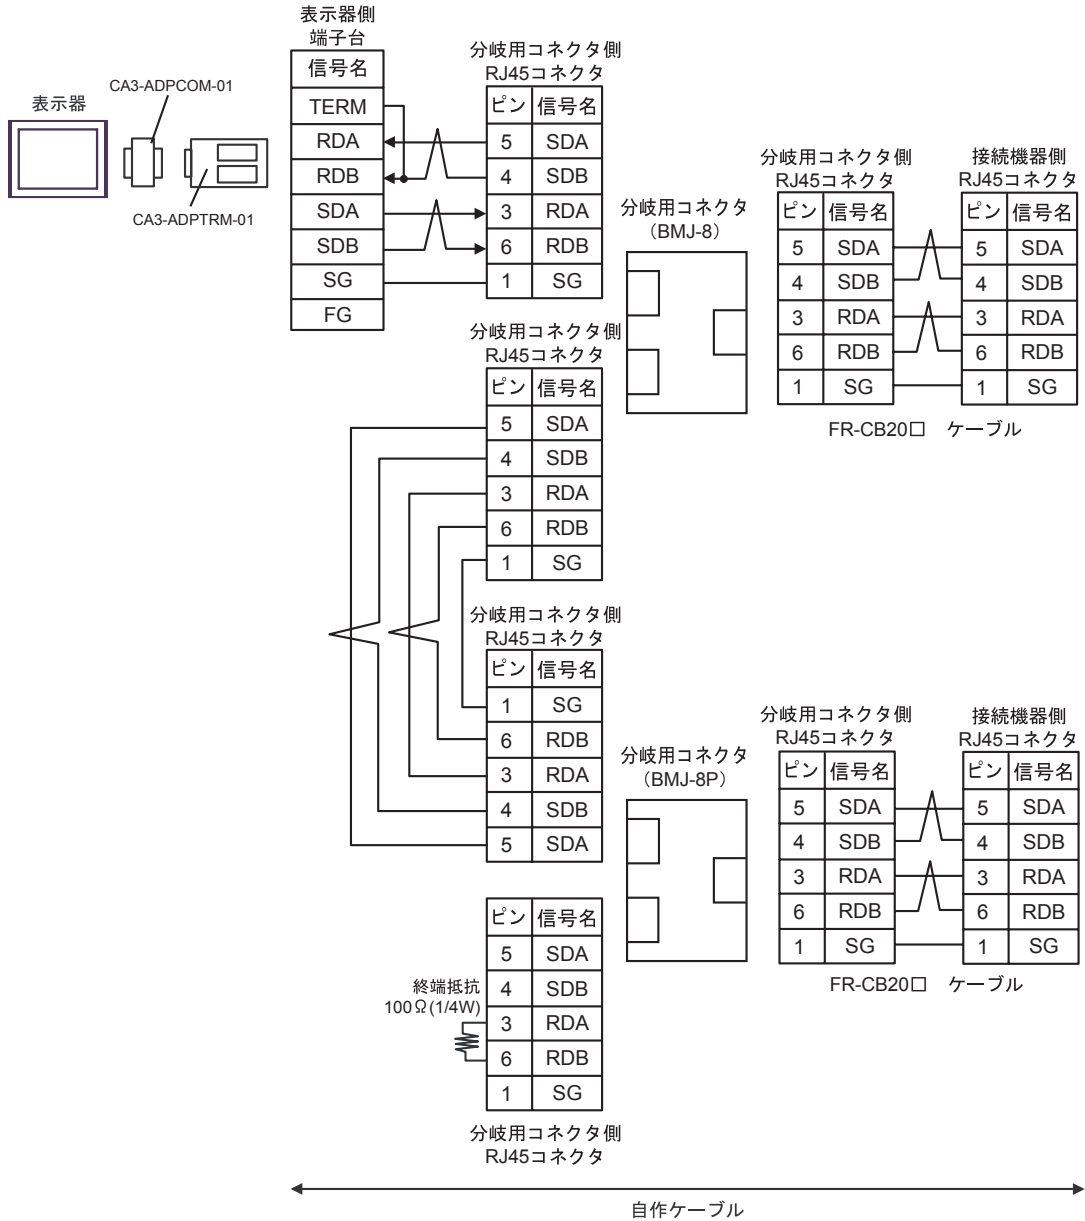 表示器
CA3-ADPCOM-01
CA3-ADPTRM-01
表示器側
端子台
信号名
TERM
RDA
RDB
SDA
SDB
SG
FG
分岐用コネクタ側
RJ45コネクタ
ピン 信号名
5 SDA
4 SDB
3 RDA
6 RDB
1 SG
分岐用コネクタ
（BMJ-8）
分岐用コネクタ側
RJ45コネクタ
ピン 信号名
5 SDA
4 SDB
3 RDA
6 RDB
1 SG
接続機器側
RJ45コネクタ
ピン 信号名
5 SDA
4 SDB
3 RDA
6 RDB
1 SG
FR-CB20□ ケーブル
分岐用コネクタ側
RJ45コネクタ
ピン 信号名
5 SDA
4 SDB
3 RDA
6 RDB
1 SG
分岐用コネクタ側
RJ45コネクタ
ピン 信号名
1 SG
6 RDB
3 RDA
4 SDB
5 SDA
分岐用コネクタ
（BMJ-8P）
分岐用コネクタ側
RJ45コネクタ
ピン 信号名
5 SDA
4 SDB
3 RDA
6 RDB
1 SG
接続機器側
RJ45コネクタ
ピン 信号名
5 SDA
4 SDB
3 RDA
6 RDB
1 SG
FR-CB20□ ケーブル
終端抵抗
100Ω(1/4W)
ピン 信号名
5 SDA
4 SDB
3 RDA
6 RDB
1 SG
分岐用コネクタ側
RJ45コネクタ
自作ケーブル